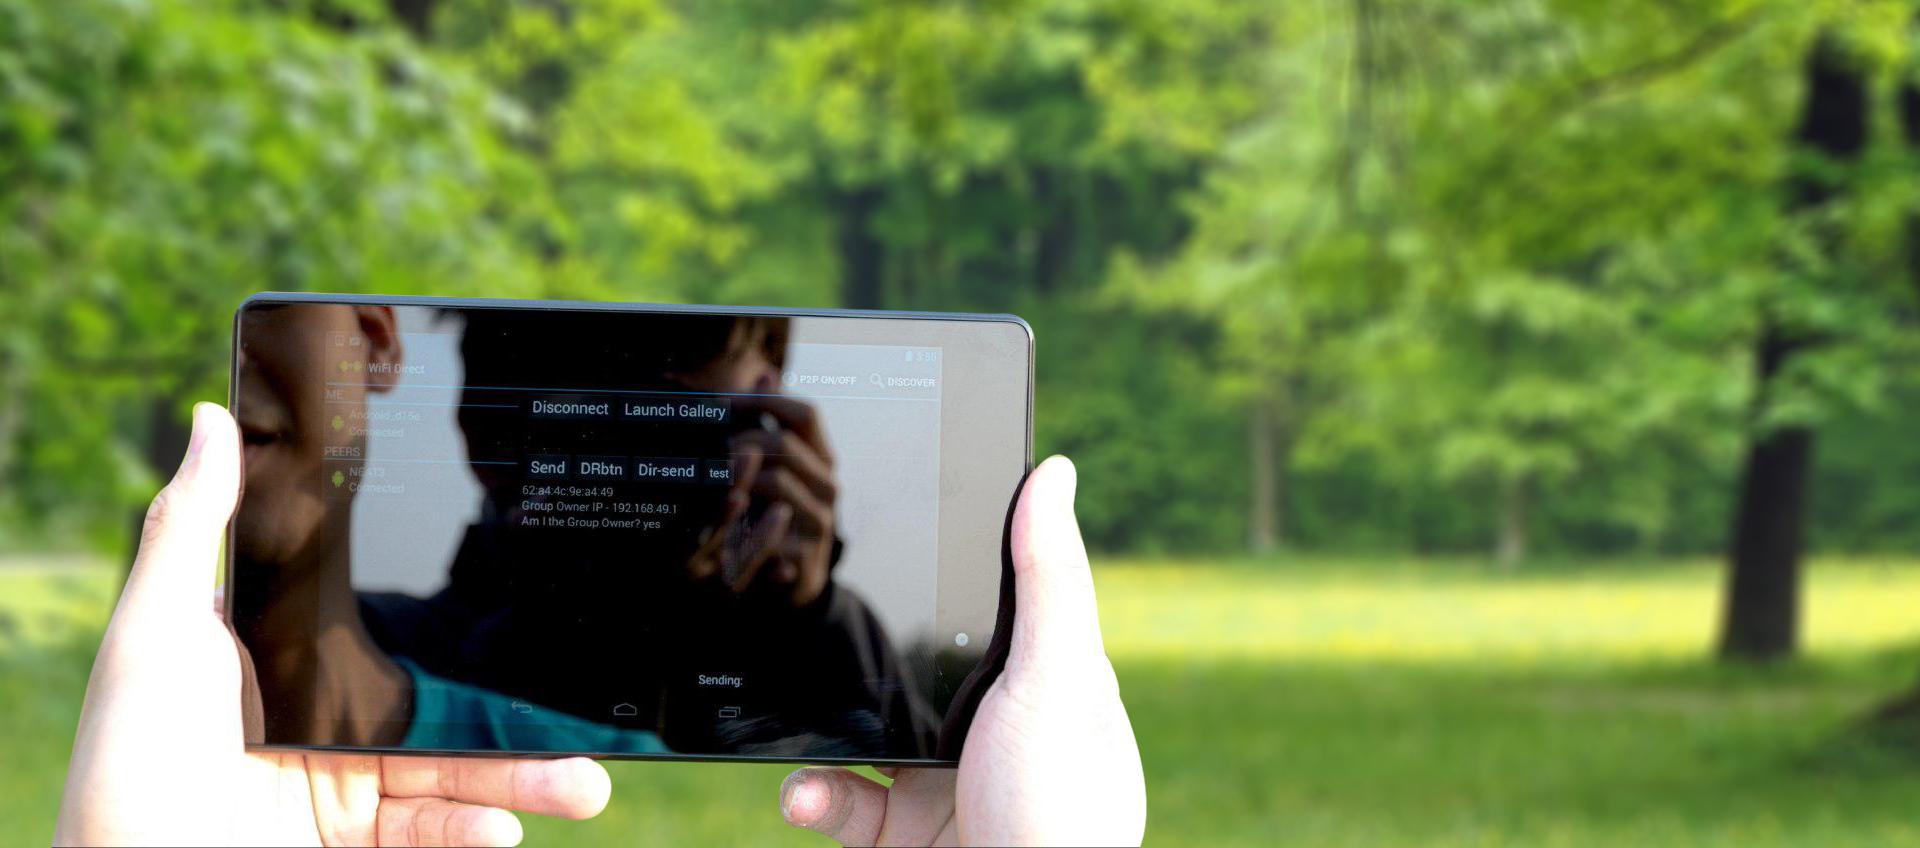 3:55
WiFi Direct
P2P ON/OFF DISCOVER
ME
Disconnect Launch Gallery
Android_d15e
Connected
PEERS
Send DRbtn Dir-send test
Connected
62:a4:4c:9e:a4:49
Group Owner IP - 192.168.49.1
Am I the Group Owner? yes
Sending: